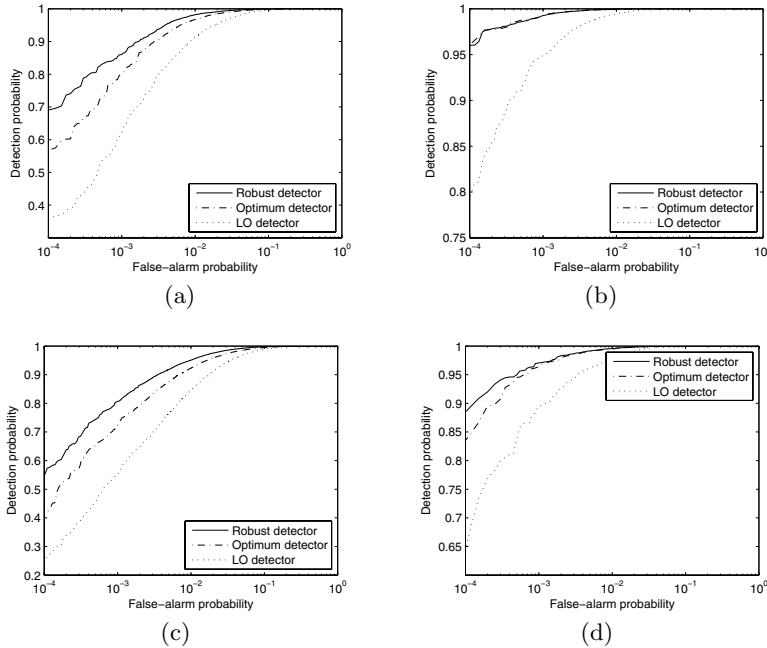 1
0.9
0.8
0.7
0.6
0.5
0.4
Detection probability
Robust detector
Optimum detector
LO detector
10⁻⁴ 10⁻³ 10⁻² 10⁻¹ 10⁰
False−alarm probability
(a)
1
0.95
0.9
0.85
0.8
0.75
Detection probability
Robust detector
Optimum detector
LO detector
10⁻⁴ 10⁻³ 10⁻² 10⁻¹ 10⁰
False−alarm probability
(b)
1
0.9
0.8
0.7
0.6
0.5
0.4
0.3
0.2
Detection probability
Robust detector
Optimum detector
LO detector
10⁻⁴ 10⁻³ 10⁻² 10⁻¹ 10⁰
False−alarm probability
(c)
1
0.95
0.9
0.85
0.8
0.75
0.7
0.65
Detection probability
Robust detector
Optimum detector
LO detector
10⁻⁴ 10⁻³ 10⁻² 10⁻¹ 10⁰
False−alarm probability
(d)